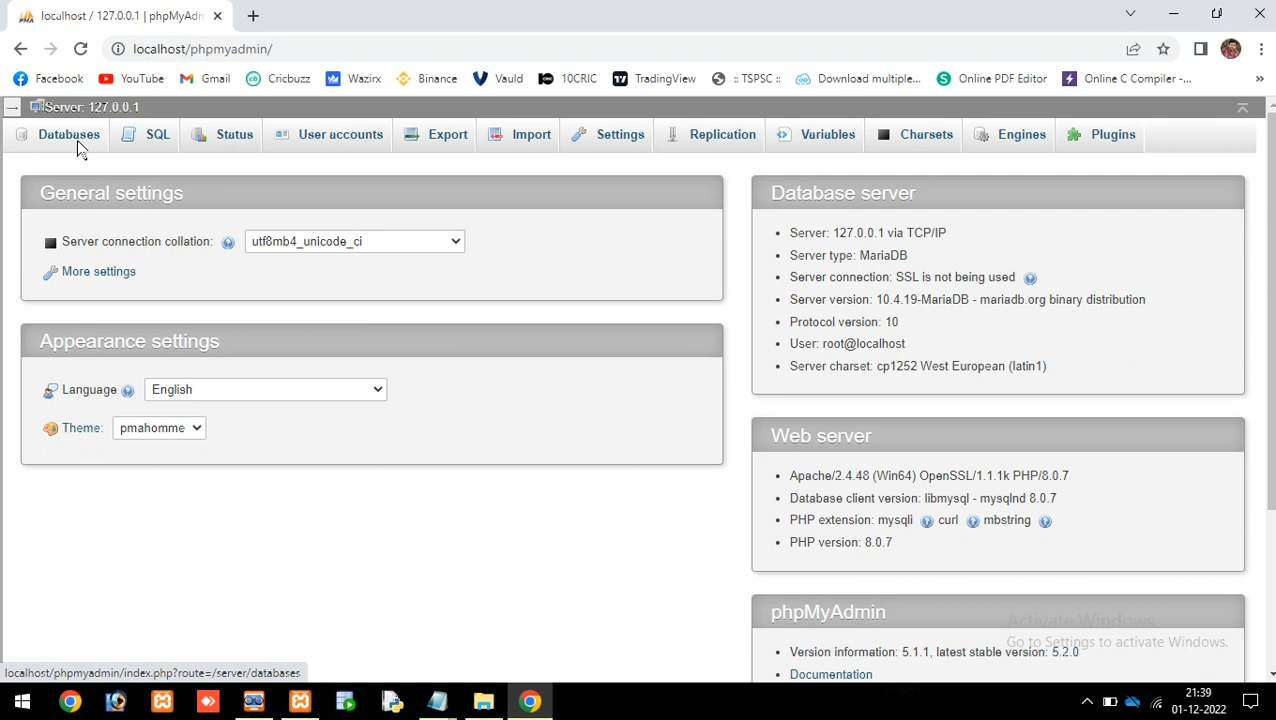 localhost / 127.0.0.1 | phpMyAdm
localhost/phpmyadmin/
Facebook YouTube Gmail Cricbuzz Wazirx Binance Vauld 10CRIC TradingView :: TSPSC :: Download multiple... Online PDF Editor Online C Compiler -... »
Server: 127.0.0.1
Databases SQL Status User accounts Export Import Settings Replication Variables Charsets Engines Plugins
General settings
Server connection collation: utf8mb4_unicode_ci
More settings
Appearance settings
Language English
Theme: pmahomme
Database server
Server: 127.0.0.1 via TCP/IP
Server type: MariaDB
Server connection: SSL is not being used
Server version: 10.4.19-MariaDB - mariadb.org binary distribution
Protocol version: 10
User: root@localhost
Server charset: cp1252 West European (latin1)
Web server
Apache/2.4.48 (Win64) OpenSSL/1.1.1k PHP/8.0.7
Database client version: libmysql - mysqlnd 8.0.7
PHP extension: mysqli curl mbstring
PHP version: 8.0.7
phpMyAdmin
Version information: 5.1.1, latest stable version: 5.2.0
Documentation
Activate Windows
Go to Settings to activate Windows.
localhost/phpmyadmin/index.php?route=/server/databases
21:39
01-12-2022